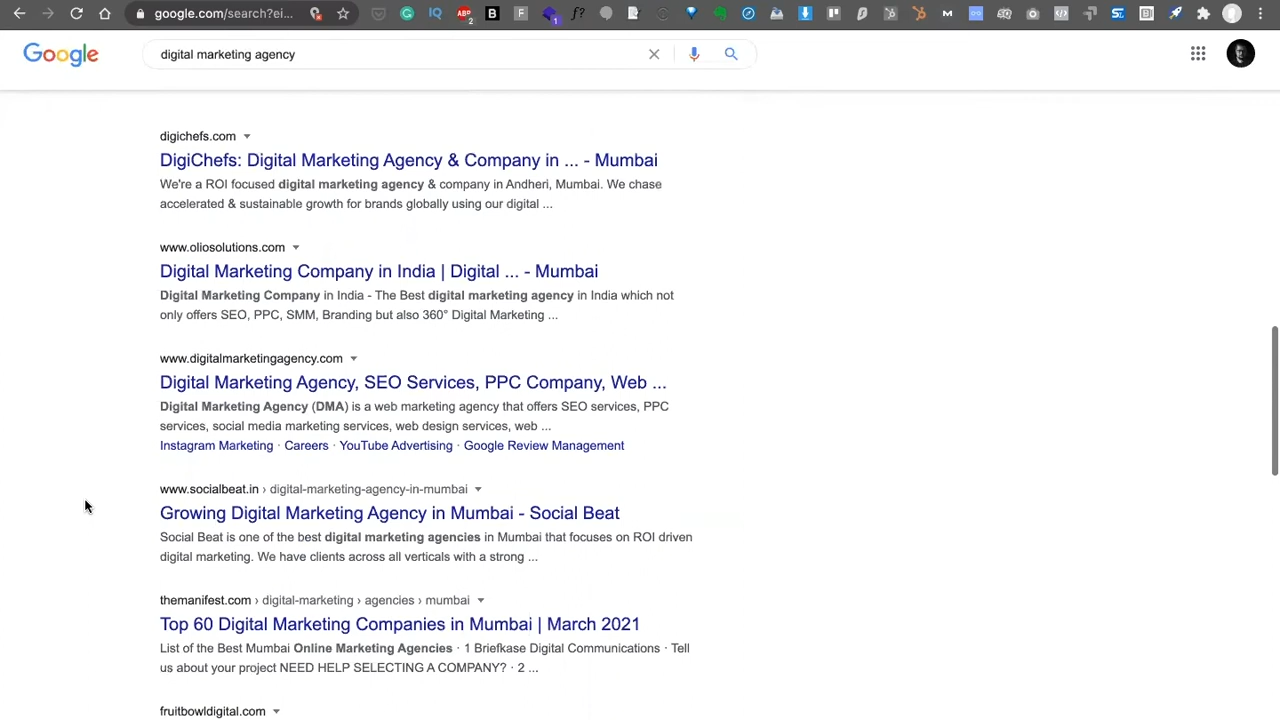 google.com/search?ei...
Google
digital marketing agency
digichefs.com
DigiChefs: Digital Marketing Agency & Company in ... - Mumbai
We're a ROI focused digital marketing agency & company in Andheri, Mumbai. We chase
accelerated & sustainable growth for brands globally using our digital ...
www.oliosolutions.com
Digital Marketing Company in India | Digital ... - Mumbai
Digital Marketing Company in India - The Best digital marketing agency in India which not
only offers SEO, PPC, SMM, Branding but also 360° Digital Marketing ...
www.digitalmarketingagency.com
Digital Marketing Agency, SEO Services, PPC Company, Web ...
Digital Marketing Agency (DMA) is a web marketing agency that offers SEO services, PPC
services, social media marketing services, web design services, web ...
Instagram Marketing · Careers · YouTube Advertising · Google Review Management
www.socialbeat.in › digital-marketing-agency-in-mumbai
Growing Digital Marketing Agency in Mumbai - Social Beat
Social Beat is one of the best digital marketing agencies in Mumbai that focuses on ROI driven
digital marketing. We have clients across all verticals with a strong ...
themanifest.com › digital-marketing › agencies › mumbai
Top 60 Digital Marketing Companies in Mumbai | March 2021
List of the Best Mumbai Online Marketing Agencies · 1 Briefkase Digital Communications · Tell
us about your project NEED HELP SELECTING A COMPANY? · 2 ...
fruitbowldigital.com